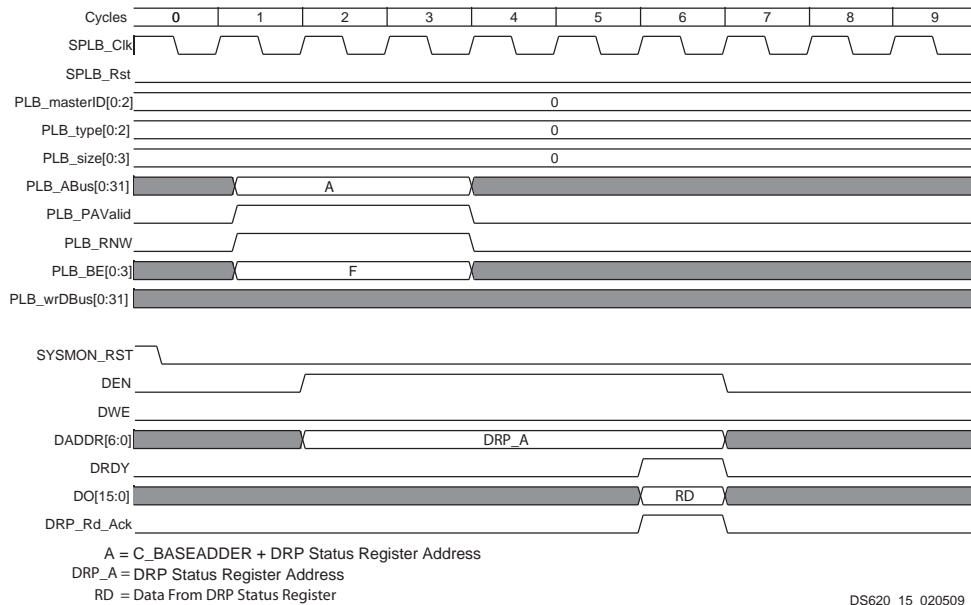 Cycles 0 1 2 3 4 5 6 7 8 9
SPLB_Clk
SPLB_Rst
PLB_masterID[0:2] 0
PLB_type[0:2] 0
PLB_size[0:3] 0
PLB_ABus[0:31] A
PLB_PAValid
PLB_RNW
PLB_BE[0:3] F
PLB_wrDBus[0:31]
SYSMON_RST
DEN
DWE
DADDR[6:0] DRP_A
DRDY
DO[15:0] RD
DRP_Rd_Ack
A = C_BASEADDER + DRP Status Register Address
DRP_A = DRP Status Register Address
RD = Data From DRP Status Register
DS620_15_020509